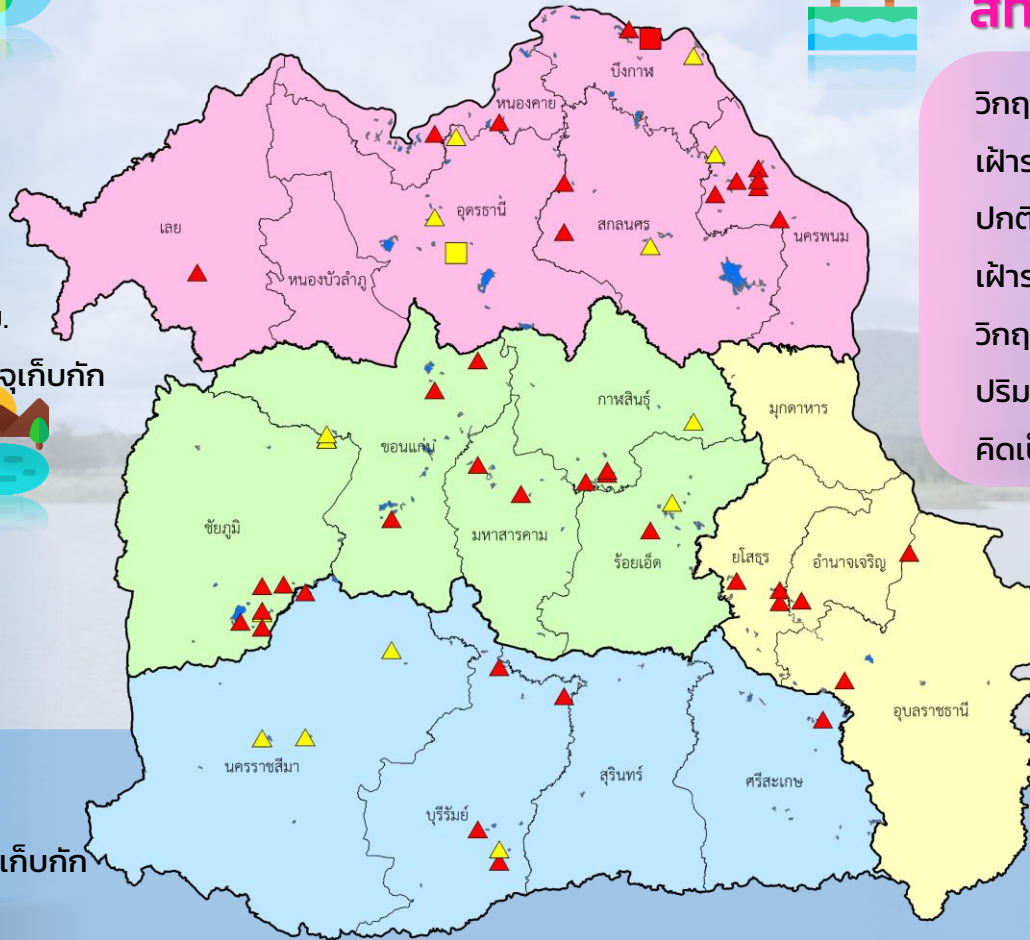 สท
วิกฤ
เฝ้าร
ปกติ
เฝ้าร
วิกฤ
ปริม
คิดเป
บึงกาฬ
หนองคาย
เลย
อุดรธานี
สกลนคร
นครพนม
หนองบัวลำภู
.
จุเก็บกัก
กาฬสินธุ์
มุกดาหาร
ขอนแก่น
ชัยภูมิ
มหาสารคาม
ร้อยเอ็ด
ยโสธร
อำนาจเจริญ
อุบลราชธานี
นครราชสีมา
สุรินทร์
ศรีสะเกษ
บุรีรัมย์
เก็บกัก